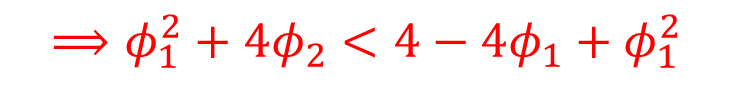 ⟹ ϕ₁² + 4ϕ₂ < 4 − 4ϕ₁ + ϕ₁²